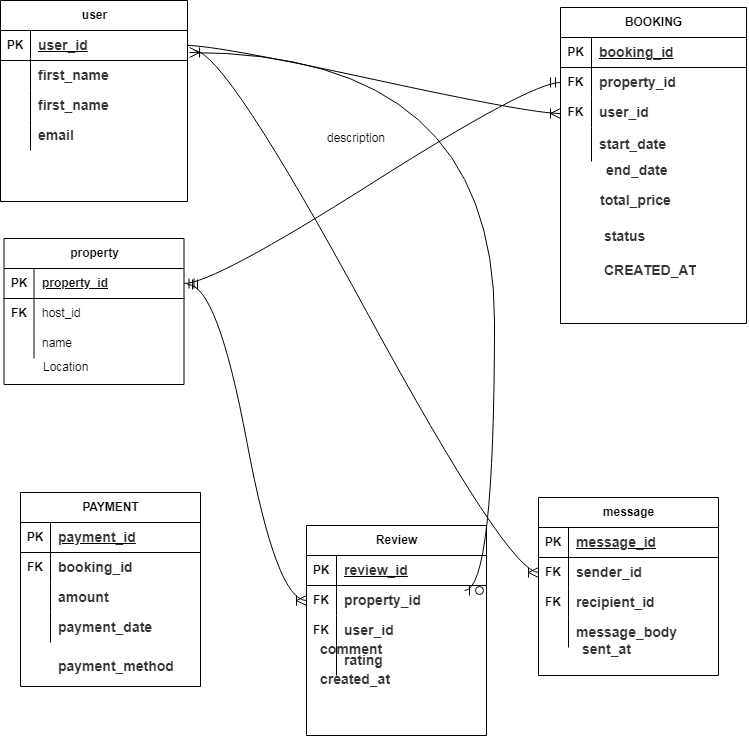 user
PK user_id
first_name
first_name
email
BOOKING
PK booking_id
FK property_id
FK user_id
start_date
end_date
total_price
status
CREATED_AT
description
property
PK property_id
FK host_id
name
Location
PAYMENT
PK payment_id
FK booking_id
amount
payment_date
payment_method
Review
PK review_id
FK property_id
FK user_id
comment
rating
created_at
message
PK message_id
FK sender_id
FK recipient_id
message_body
sent_at